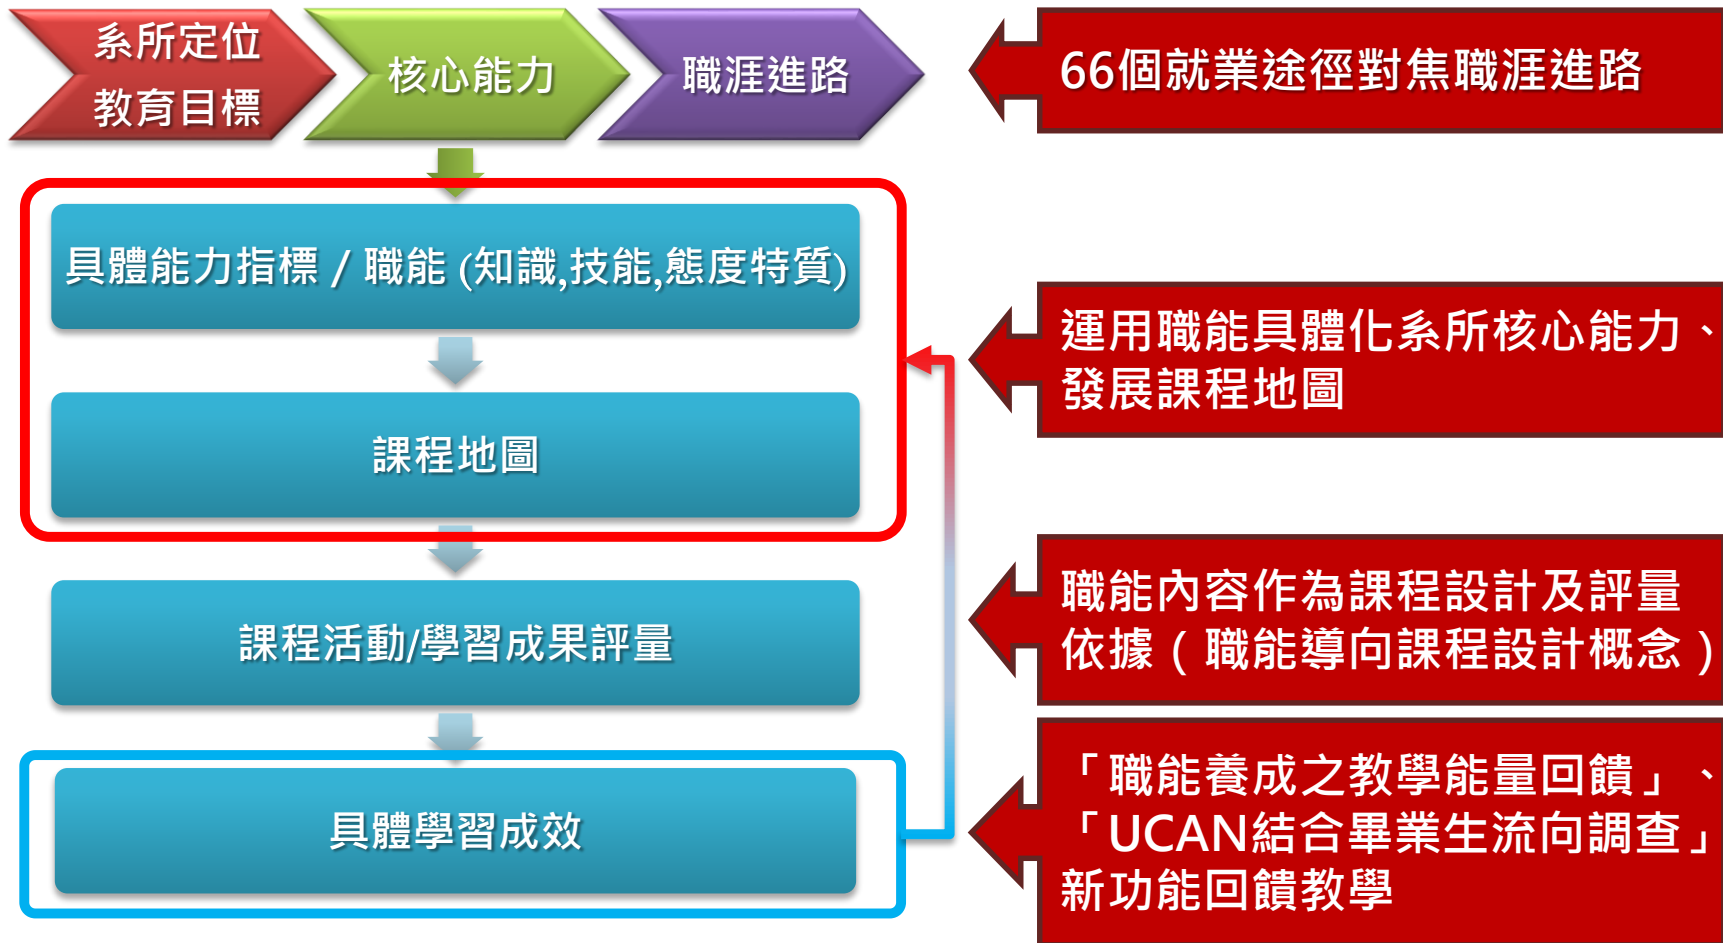 系所定位
教育目標
核心能力
職涯進路
66個就業途徑對焦職涯進路
具體能力指標 / 職能 (知識,技能,態度特質)
運用職能具體化系所核心能力、
發展課程地圖
課程地圖
職能內容作為課程設計及評量
依據(職能導向課程設計概念)
課程活動/學習成果評量
「職能養成之教學能量回饋」、
「UCAN結合畢業生流向調查」
新功能回饋教學
具體學習成效